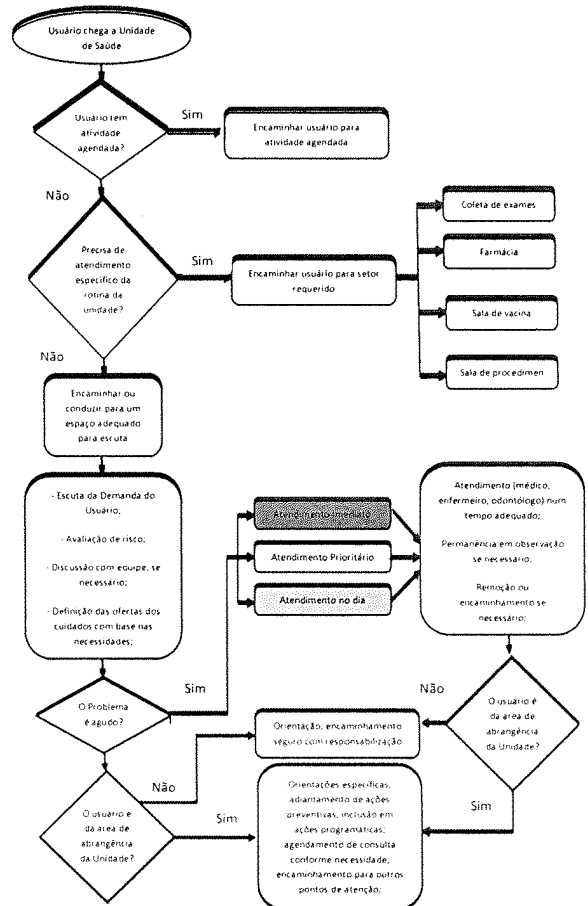 Usuário chega a Unidade
de Saúde
Usuário tem
atividade
agendada?
Sim
Encaminhar usuário para
atividade agendada
Não
Precisa de
atendimento
específico da
rotina da
unidade?
Sim
Encaminhar usuário para setor
requerido
Coleta de exames
Farmácia
Sala de vacina
Sala de procedimen
Não
Encaminhar ou
conduzir para um
espaço adequado
para escuta
- Escuta da Demanda do
Usuário;
- Avaliação de risco;
- Discussão com equipe, se
necessário;
- Definição das ofertas dos
cuidados com base nas
necessidades;
Atendimento Imediato
Atendimento Prioritário
Atendimento no dia
Atendimento (médico,
enfermeiro, odontólogo) num
tempo adequado;
Permanência em observação
se necessário;
Remoção ou
encaminhamento se
necessário;
O Problema
é agudo?
Sim
Não
O usuário é
da area de
abrangência
da Unidade?
Orientação, encaminhamento
seguro com responsabilização
Não
Sim
O usuário é
da area de
abrangência
da Unidade?
Sim
Orientações específicas,
adiantamento de ações
preventivas, inclusão em
ações programáticas;
agendamento de consulta
conforme necessidade;
encaminhamento para outros
pontos de atenção;